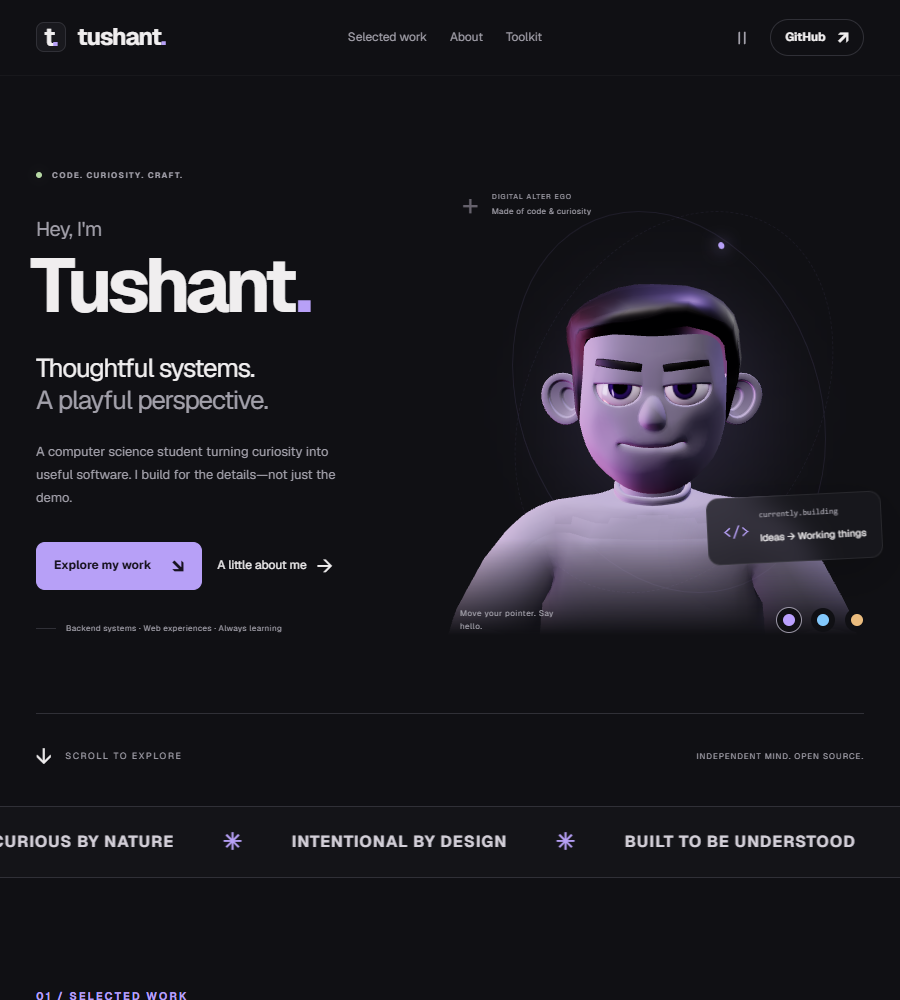 t.
tushant.
Selected work
About
Toolkit
GitHub
CODE. CURIOSITY. CRAFT.
Hey, I'm
Tushant.
Thoughtful systems.
A playful perspective.
A computer science student turning curiosity into
useful software. I build for the details—not just the
demo.
Explore my work
A little about me
Backend systems · Web experiences · Always learning
DIGITAL ALTER EGO
Made of code & curiosity
currently.building
</>
Ideas → Working things
Move your pointer. Say
hello.
SCROLL TO EXPLORE
INDEPENDENT MIND. OPEN SOURCE.
CURIOUS BY NATURE
INTENTIONAL BY DESIGN
BUILT TO BE UNDERSTOOD
01 / SELECTED WORK